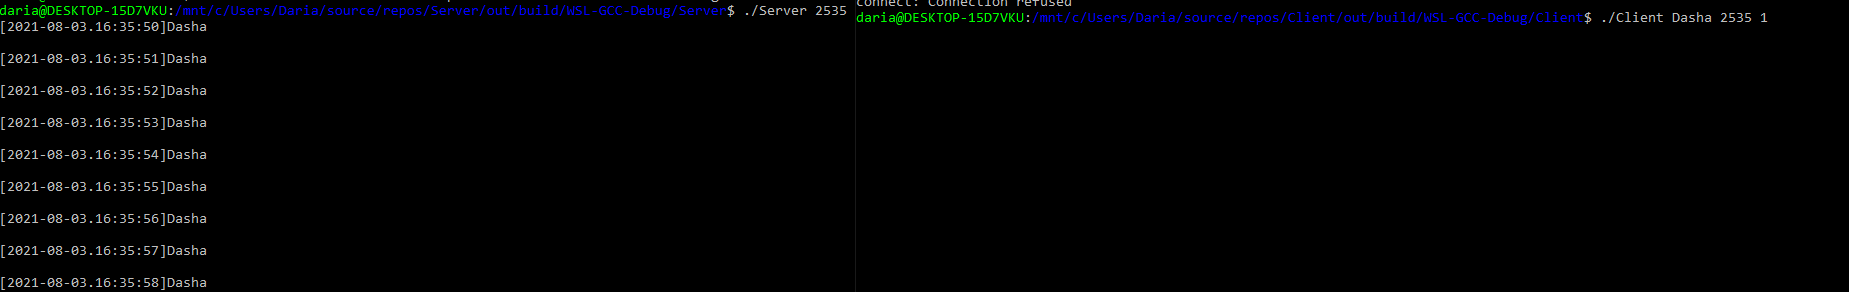 daria@DESKTOP-15D7VKU:/mnt/c/Users/Daria/source/repos/Server/out/build/WSL-GCC-Debug/Server$ ./Server 2535
[2021-08-03.16:35:50]Dasha
[2021-08-03.16:35:51]Dasha
[2021-08-03.16:35:52]Dasha
[2021-08-03.16:35:53]Dasha
[2021-08-03.16:35:54]Dasha
[2021-08-03.16:35:55]Dasha
[2021-08-03.16:35:56]Dasha
[2021-08-03.16:35:57]Dasha
[2021-08-03.16:35:58]Dasha
connect: Connection refused
daria@DESKTOP-15D7VKU:/mnt/c/Users/Daria/source/repos/Client/out/build/WSL-GCC-Debug/Client$ ./Client Dasha 2535 1